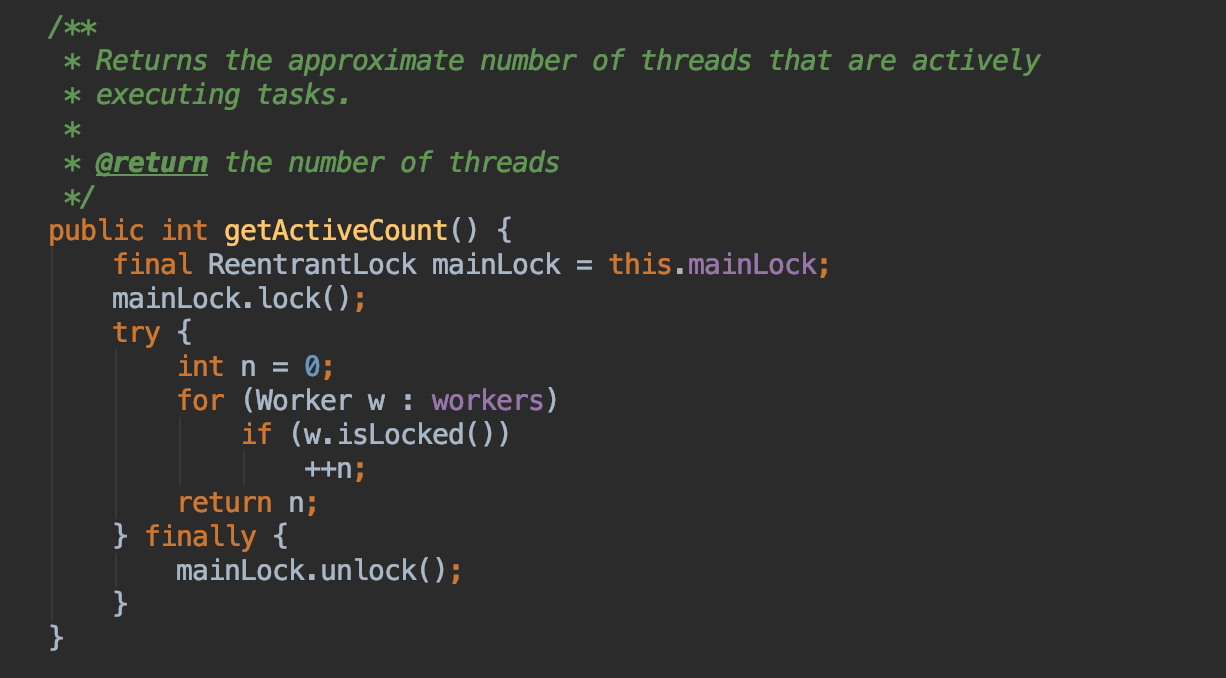 /**
 * Returns the approximate number of threads that are actively
 * executing tasks.
 *
 * @return the number of threads
 */
public int getActiveCount() {
    final ReentrantLock mainLock = this.mainLock;
    mainLock.lock();
    try {
        int n = 0;
        for (Worker w : workers)
            if (w.isLocked())
                ++n;
        return n;
    } finally {
        mainLock.unlock();
    }
}